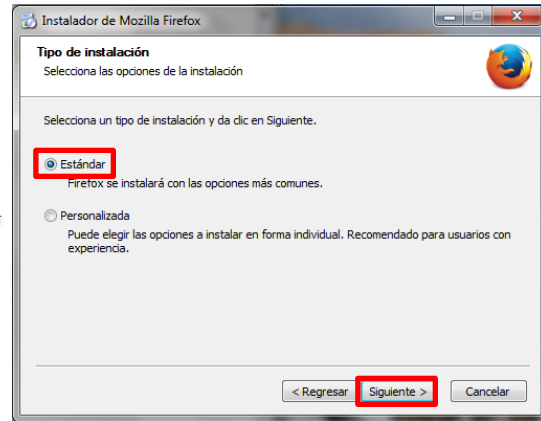 Instalador de Mozilla Firefox
Tipo de instalación
Selecciona las opciones de la instalación
Selecciona un tipo de instalación y da clic en Siguiente.
Estándar
Firefox se instalará con las opciones más comunes.
Personalizada
Puede elegir las opciones a instalar en forma individual. Recomendado para usuarios con
experiencia.
< Regresar Siguiente > Cancelar